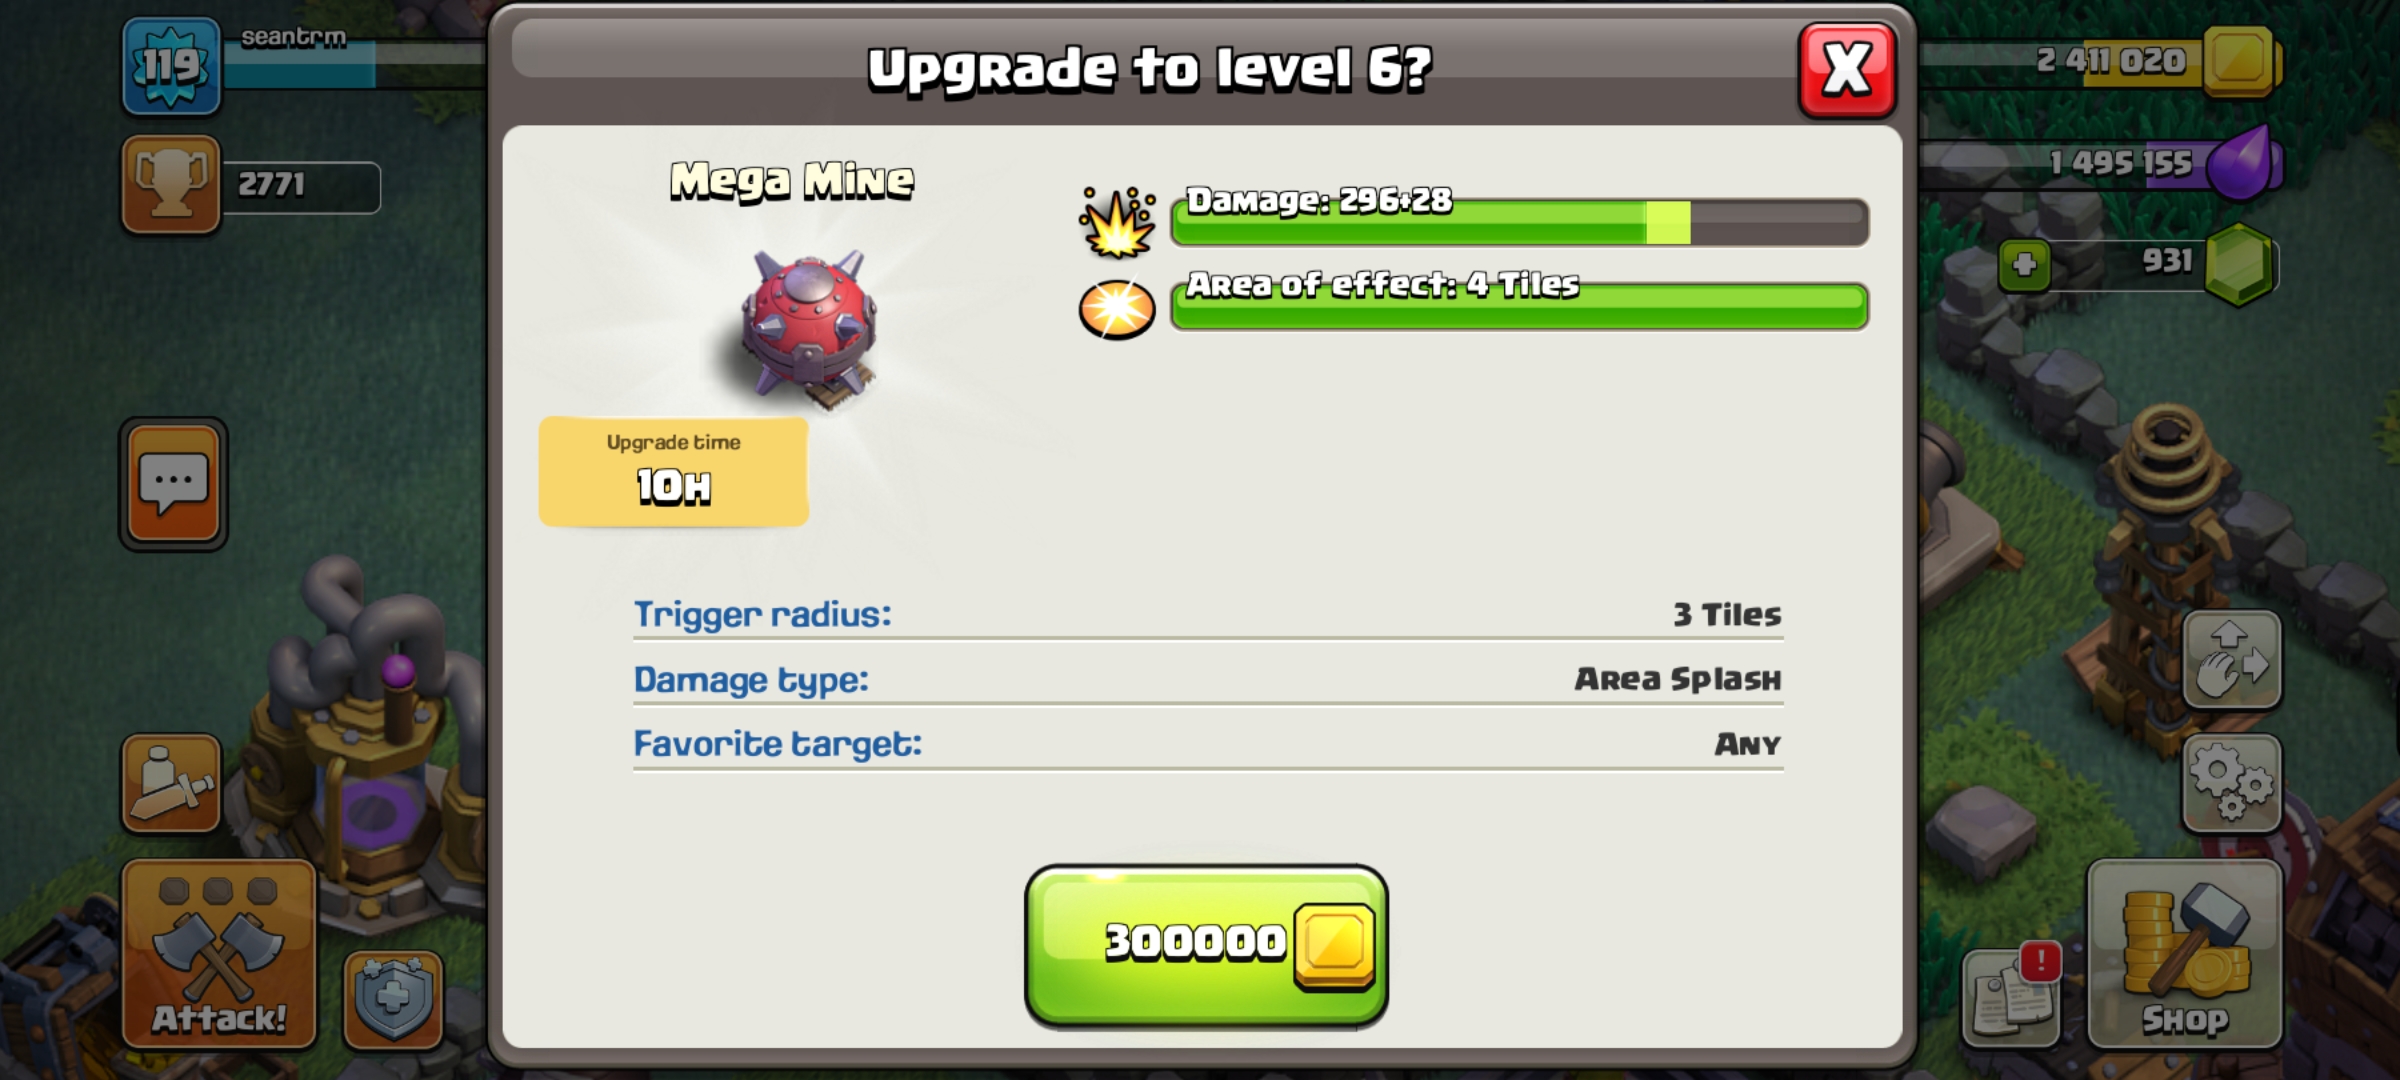 119
seantrm
2771
Upgrade to level 6?
X
2 411 020
1 495 155
931
Mega Mine
Damage: 296+28
Area of effect: 4 Tiles
Upgrade time
10H
Trigger radius: 3 Tiles
Damage type: Area Splash
Favorite target: Any
300000
Attack!
!
Shop